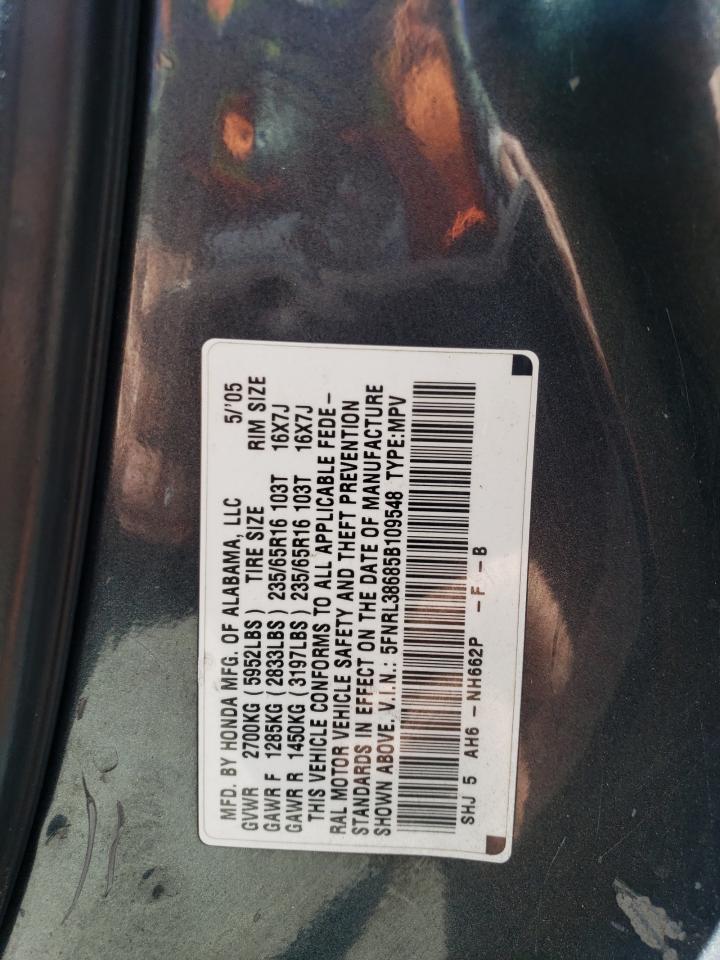 MFD. BY HONDA MFG. OF ALABAMA, LLC 5/'05
GVWR 2700KG ( 5952LBS ) TIRE SIZE RIM SIZE
GAWR F 1285KG ( 2833LBS ) 235/65R16 103T 16X7J
GAWR R 1450KG ( 3197LBS ) 235/65R16 103T 16X7J
THIS VEHICLE CONFORMS TO ALL APPLICABLE FEDE–
RAL MOTOR VEHICLE SAFETY AND THEFT PREVENTION
STANDARDS IN EFFECT ON THE DATE OF MANUFACTURE
SHOWN ABOVE. V.I.N.: 5FNRL38685B109548 TYPE:MPV
SHJ 5 AH6 –NH662P –F –B